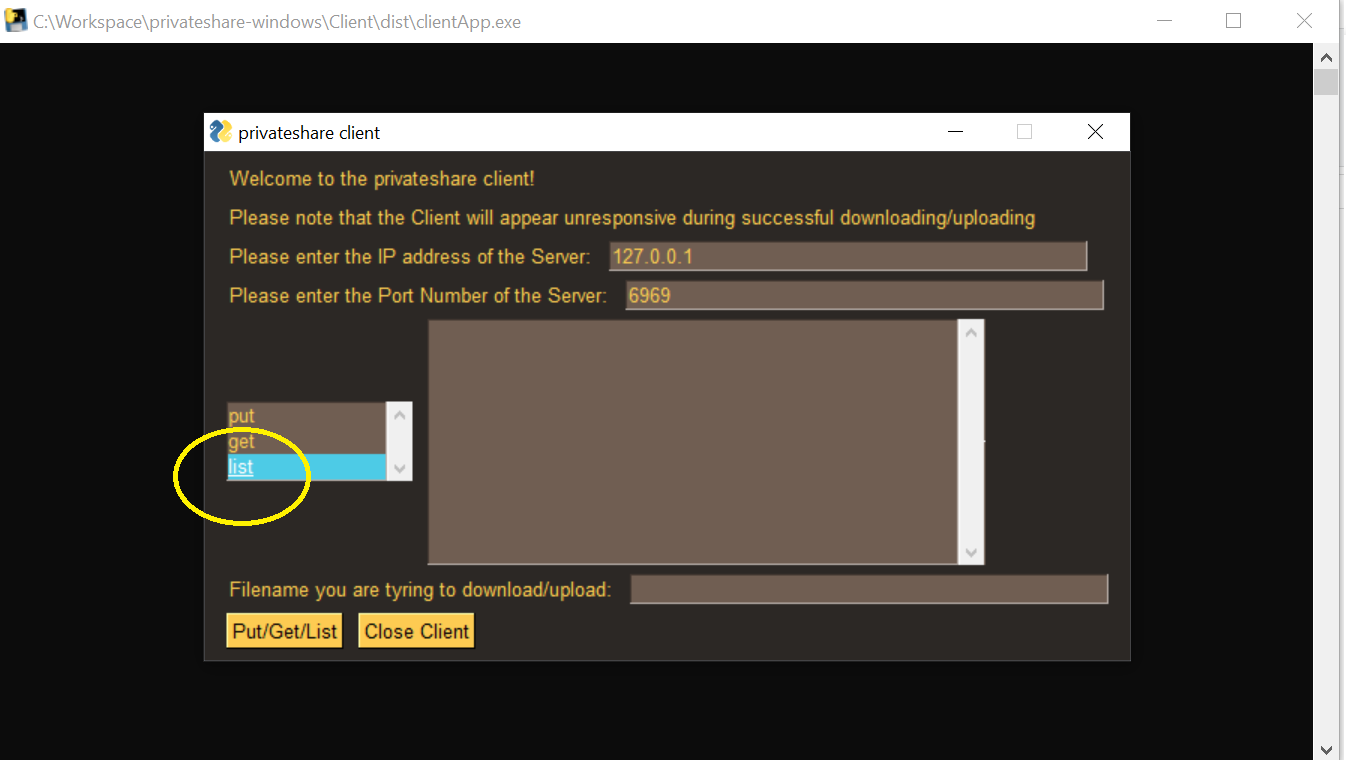 C:\Workspace\privateshare-windows\Client\dist\clientApp.exe
privateshare client
Welcome to the privateshare client!
Please note that the Client will appear unresponsive during successful downloading/uploading
Please enter the IP address of the Server: 127.0.0.1
Please enter the Port Number of the Server: 6969
put
get
list
Filename you are tyring to download/upload:
Put/Get/List Close Client